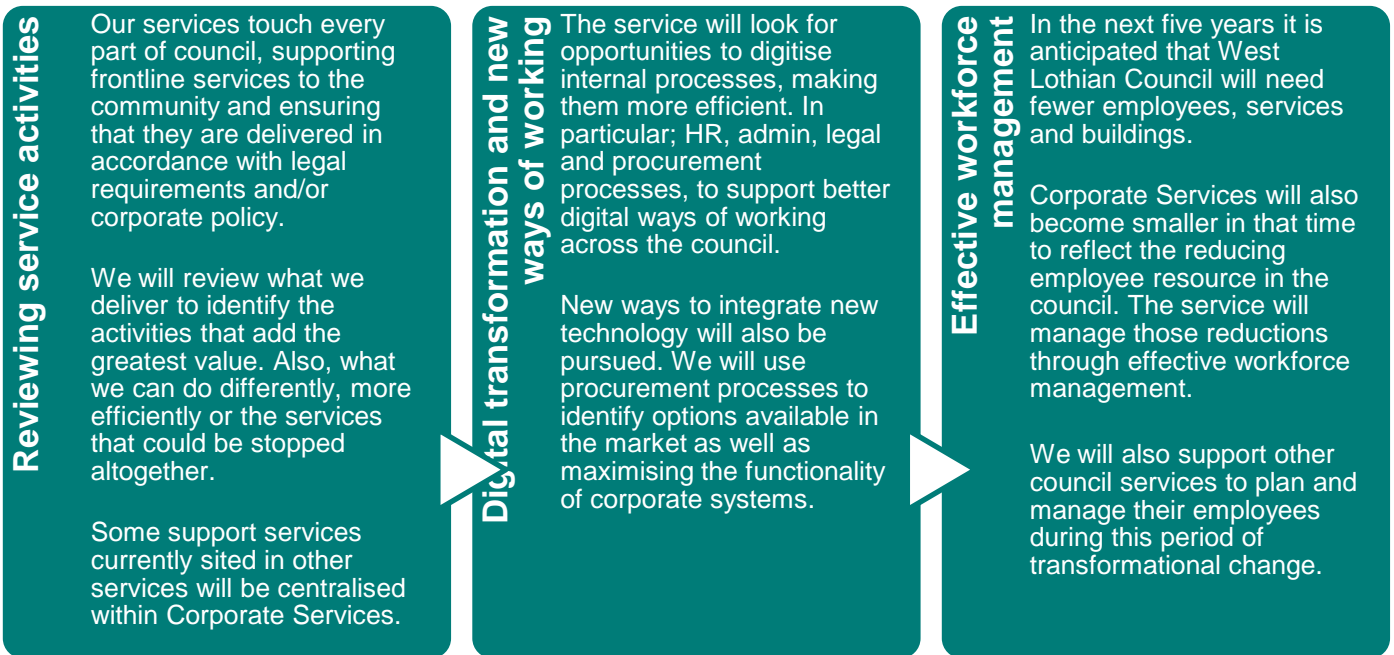 Reviewing service activities
Our services touch every
part of council, supporting
frontline services to the
community and ensuring
that they are delivered in
accordance with legal
requirements and/or
corporate policy.
We will review what we
deliver to identify the
activities that add the
greatest value. Also, what
we can do differently, more
efficiently or the services
that could be stopped
altogether.
Some support services
currently sited in other
services will be centralised
within Corporate Services.
Digital transformation and new
ways of working
The service will look for
opportunities to digitise
internal processes, making
them more efficient. In
particular; HR, admin, legal
and procurement
processes, to support better
digital ways of working
across the council.
New ways to integrate new
technology will also be
pursued. We will use
procurement processes to
identify options available in
the market as well as
maximising the functionality
of corporate systems.
Effective workforce
management
In the next five years it is
anticipated that West
Lothian Council will need
fewer employees, services
and buildings.
Corporate Services will also
become smaller in that time
to reflect the reducing
employee resource in the
council. The service will
manage those reductions
through effective workforce
management.
We will also support other
council services to plan and
manage their employees
during this period of
transformational change.